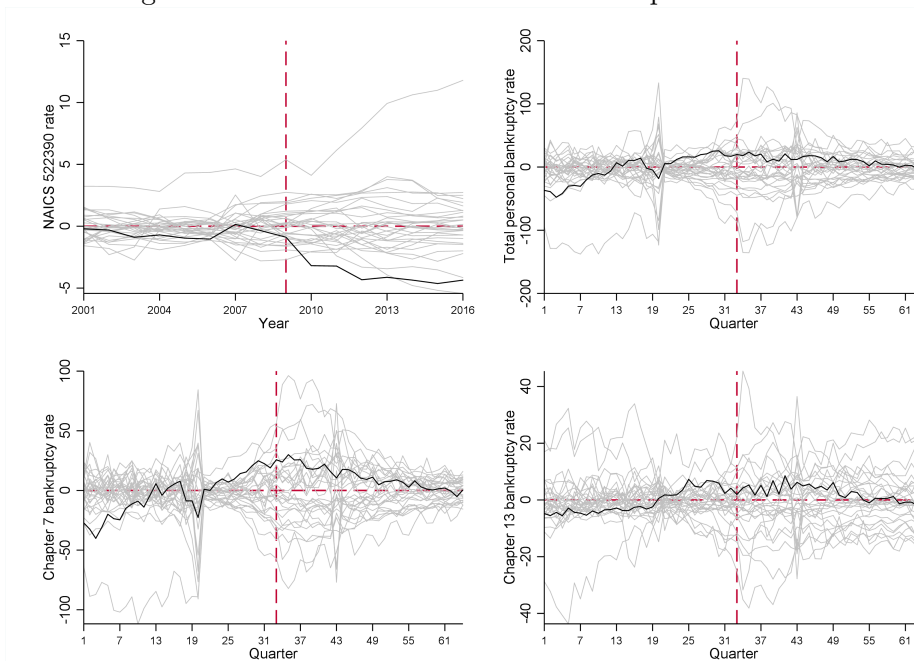 NAICS 522390 rate
15
10
5
0
-5
2001 2004 2007 2010 2013 2016
Year
Total personal bankruptcy rate
200
100
0
-100
-200
1 7 13 19 25 31 37 43 49 55 61
Quarter
Chapter 7 bankruptcy rate
100
50
0
-50
-100
1 7 13 19 25 31 37 43 49 55 61
Quarter
Chapter 13 bankruptcy rate
40
20
0
-20
-40
1 7 13 19 25 31 37 43 49 55 61
Quarter